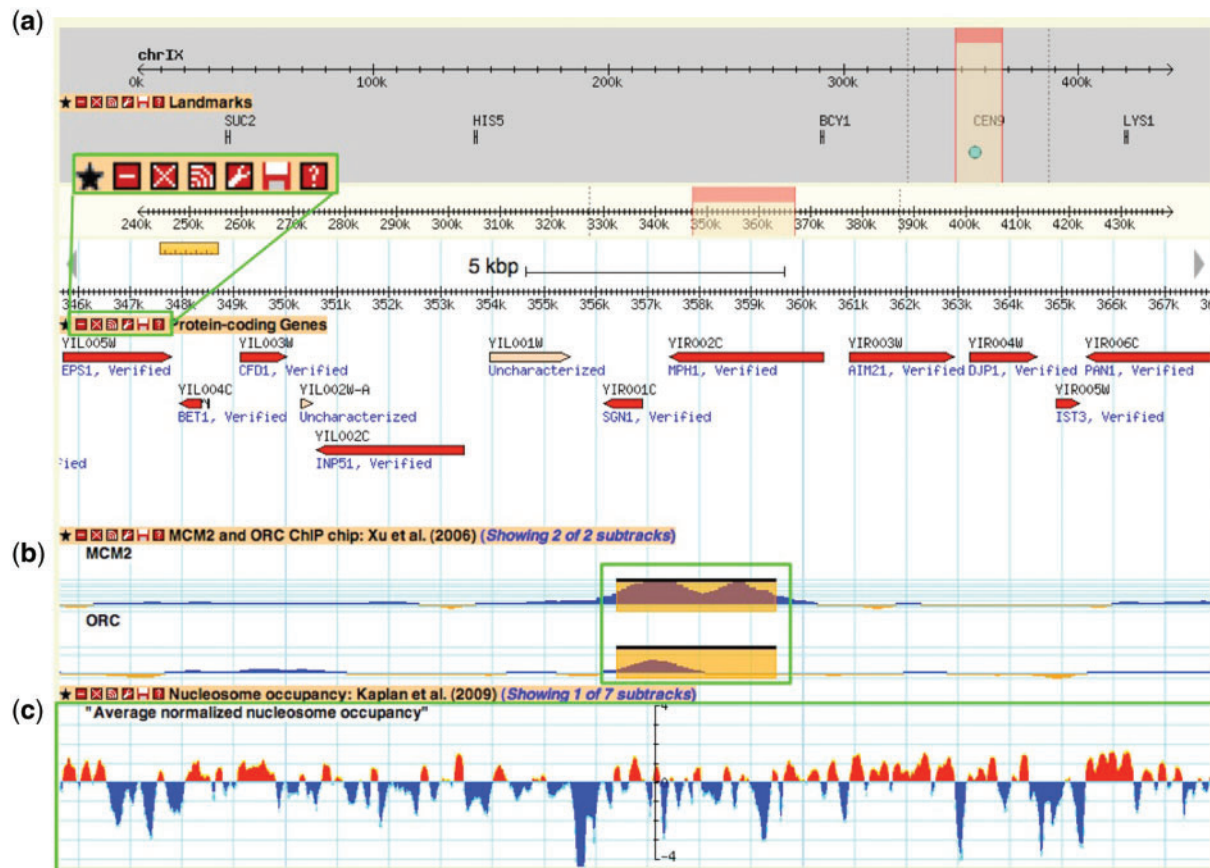 (a)
chrIX
0k 100k 200k 300k 400k
Landmarks
SUC2 HIS5 BCY1 CEN9 LYS1
240k 250k 260k 270k 280k 290k 300k 310k 320k 330k 340k 350k 360k 370k 380k 390k 400k 410k 420k 430k
5 kbp
346k 347k 348k 349k 350k 351k 352k 353k 354k 355k 356k 357k 358k 359k 360k 361k 362k 363k 364k 365k 366k 367k
Protein-coding Genes
YIL005W YIL003W YIL001W YIR002C YIR003W YIR004W YIR006C
EPS1, Verified CFD1, Verified Uncharacterized MPH1, Verified AIM21, Verified DJP1, Verified PAN1, Verified
YIL004C YIL002W-A YIR001C YIR005W
BET1, Verified Uncharacterized SGN1, Verified IST3, Verified
YIL002C
INP51, Verified
MCM2 and ORC ChIP chip: Xu et al. (2006) (Showing 2 of 2 subtracks)
(b)
MCM2
ORC
Nucleosome occupancy: Kaplan et al. (2009) (Showing 1 of 7 subtracks)
(c)
"Average normalized nucleosome occupancy"
4
0
-4